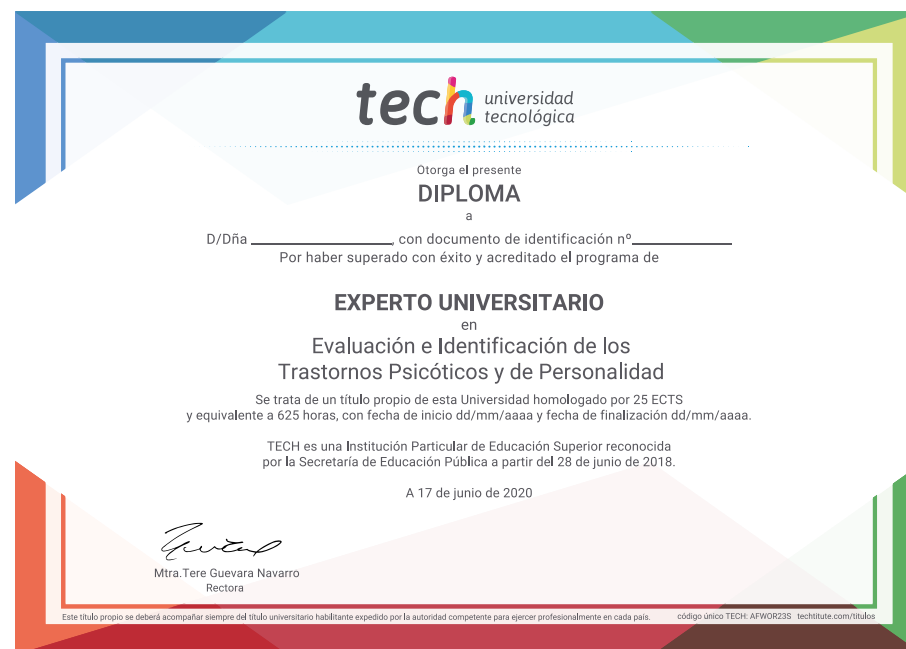 tech universidad
tecnológica
Otorga el presente
DIPLOMA
a
D/Dña ______________, con documento de identificación nº__________
Por haber superado con éxito y acreditado el programa de
EXPERTO UNIVERSITARIO
en
Evaluación e Identificación de los
Trastornos Psicóticos y de Personalidad
Se trata de un título propio de esta Universidad homologado por 25 ECTS
y equivalente a 625 horas, con fecha de inicio dd/mm/aaaa y fecha de finalización dd/mm/aaaa.
TECH es una Institución Particular de Educación Superior reconocida
por la Secretaría de Educación Pública a partir del 28 de junio de 2018.
A 17 de junio de 2020
Mtra.Tere Guevara Navarro
Rectora
Este título propio se deberá acompañar siempre del título universitario habilitante expedido por la autoridad competente para ejercer profesionalmente en cada país. código único TECH: AFWOR23S techtitute.com/titulos